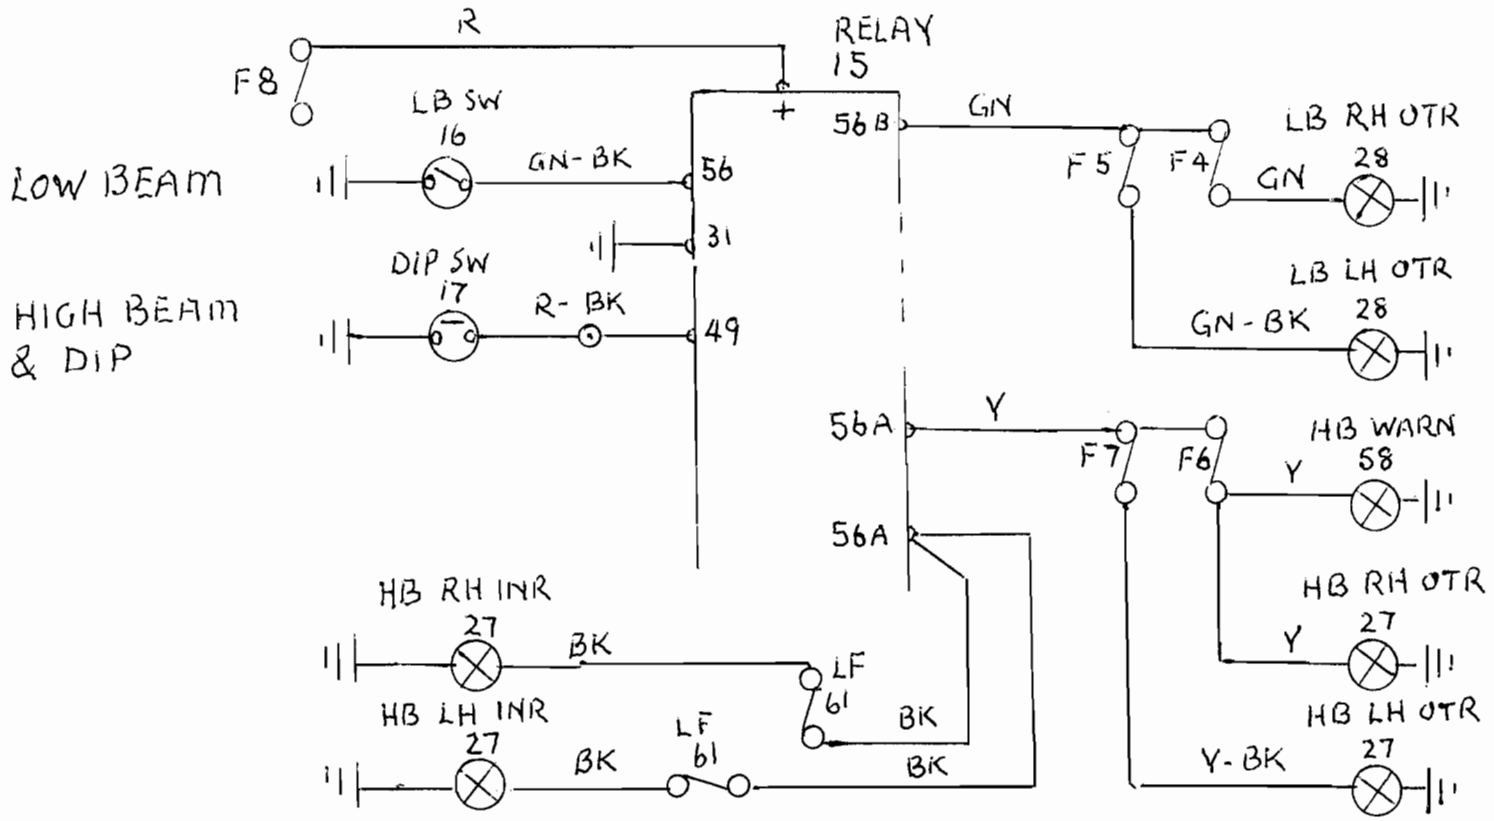 R
RELAY
15
F8
LB SW
16
+
56B
GN
LB RH OTR
28
LOW BEAM
GN-BK
56
F5
F4
GN
31
DIP SW
17
LB LH OTR
28
HIGH BEAM
& DIP
R-BK
49
GN-BK
56A
Y
HB WARN
58
F7
F6
Y
56A
HB RH INR
27
BK
LF
61
HB RH OTR
27
Y
HB LH INR
27
BK
LF
61
BK
BK
HB LH OTR
27
Y-BK